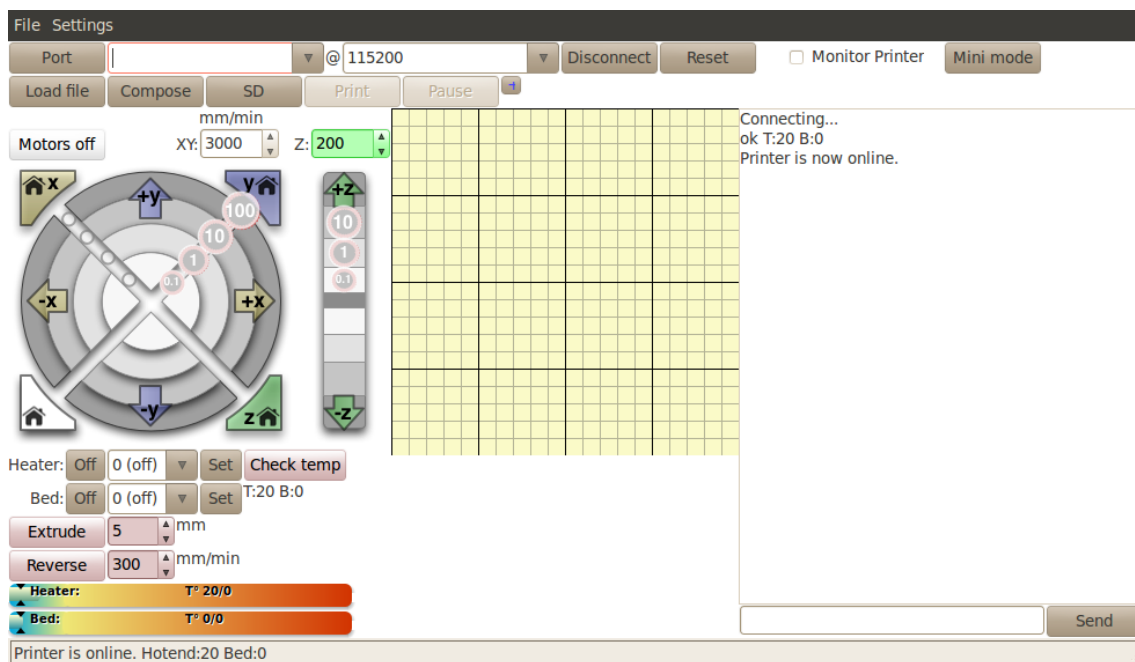 File Settings
Port @ 115200 Disconnect Reset Monitor Printer Mini mode
Load file Compose SD Print Pause
mm/min
Motors off XY: 3000 Z: 200
x y +y 100 10 1 0.1 -x +x -y z
+z 10 1 0.1 -z
Connecting...
ok T:20 B:0
Printer is now online.
Heater: Off 0 (off) Set Check temp
Bed: Off 0 (off) Set T:20 B:0
Extrude 5 mm
Reverse 300 mm/min
Heater: T° 20/0
Bed: T° 0/0
Send
Printer is online. Hotend:20 Bed:0